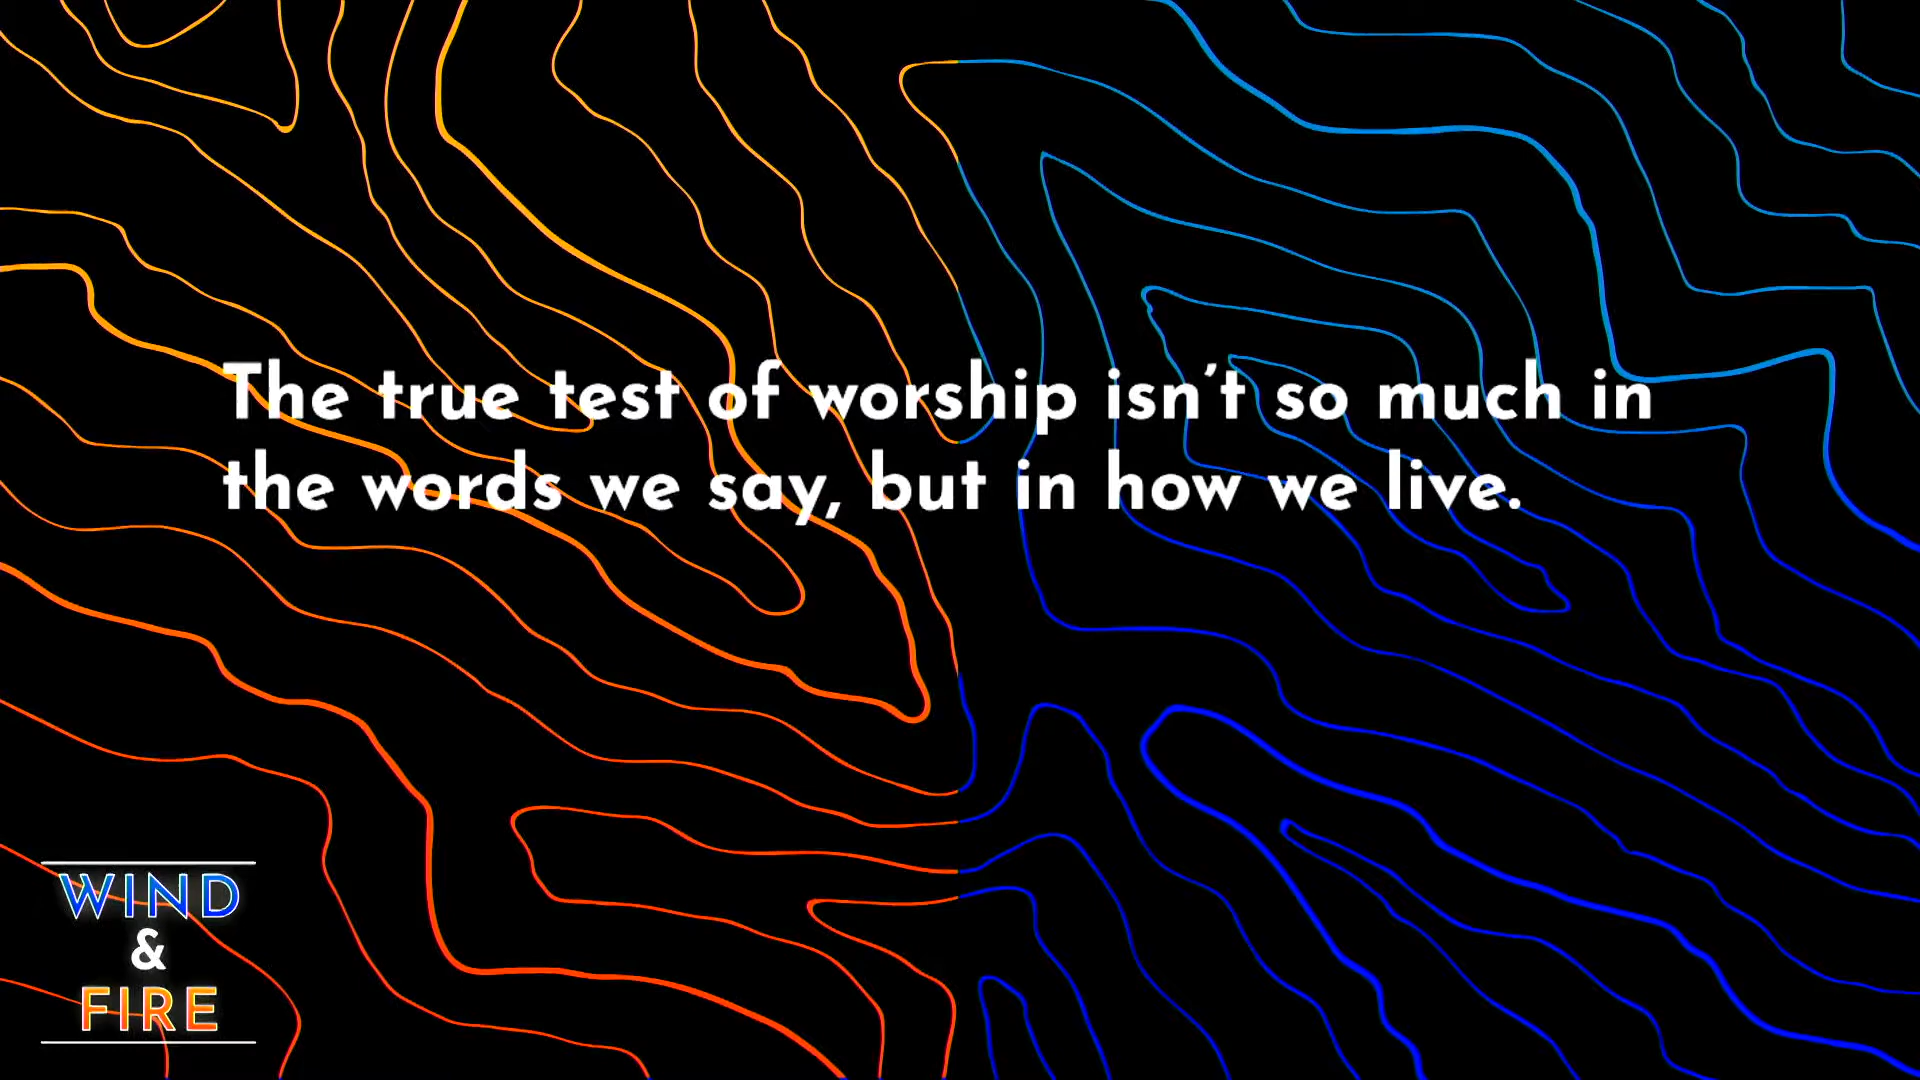 The true test of worship isn't so much in
the words we say, but in how we live.
WIND
&
FIRE